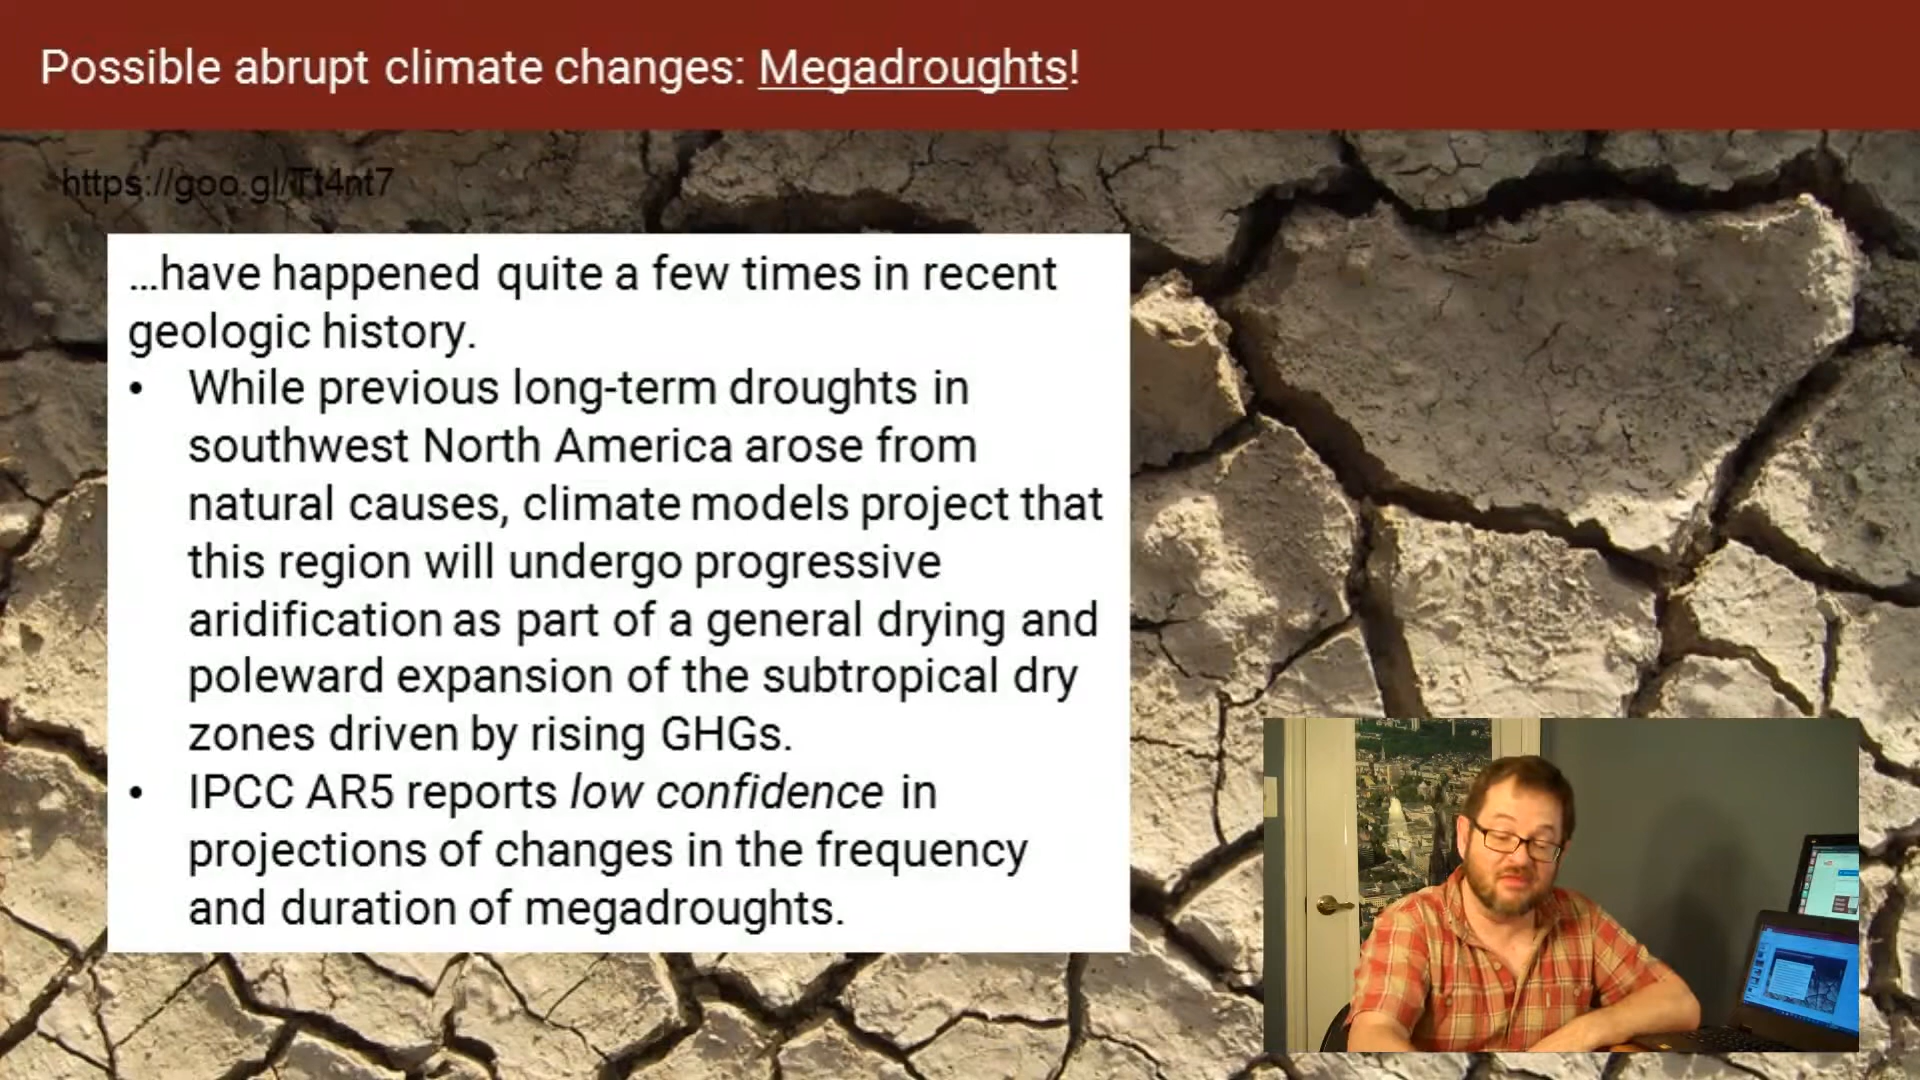 Possible abrupt climate changes: Megadroughts!
https://goo.gl/Tt4nt7
...have happened quite a few times in recent
geologic history.
• While previous long-term droughts in
southwest North America arose from
natural causes, climate models project that
this region will undergo progressive
aridification as part of a general drying and
poleward expansion of the subtropical dry
zones driven by rising GHGs.
• IPCC AR5 reports low confidence in
projections of changes in the frequency
and duration of megadroughts.